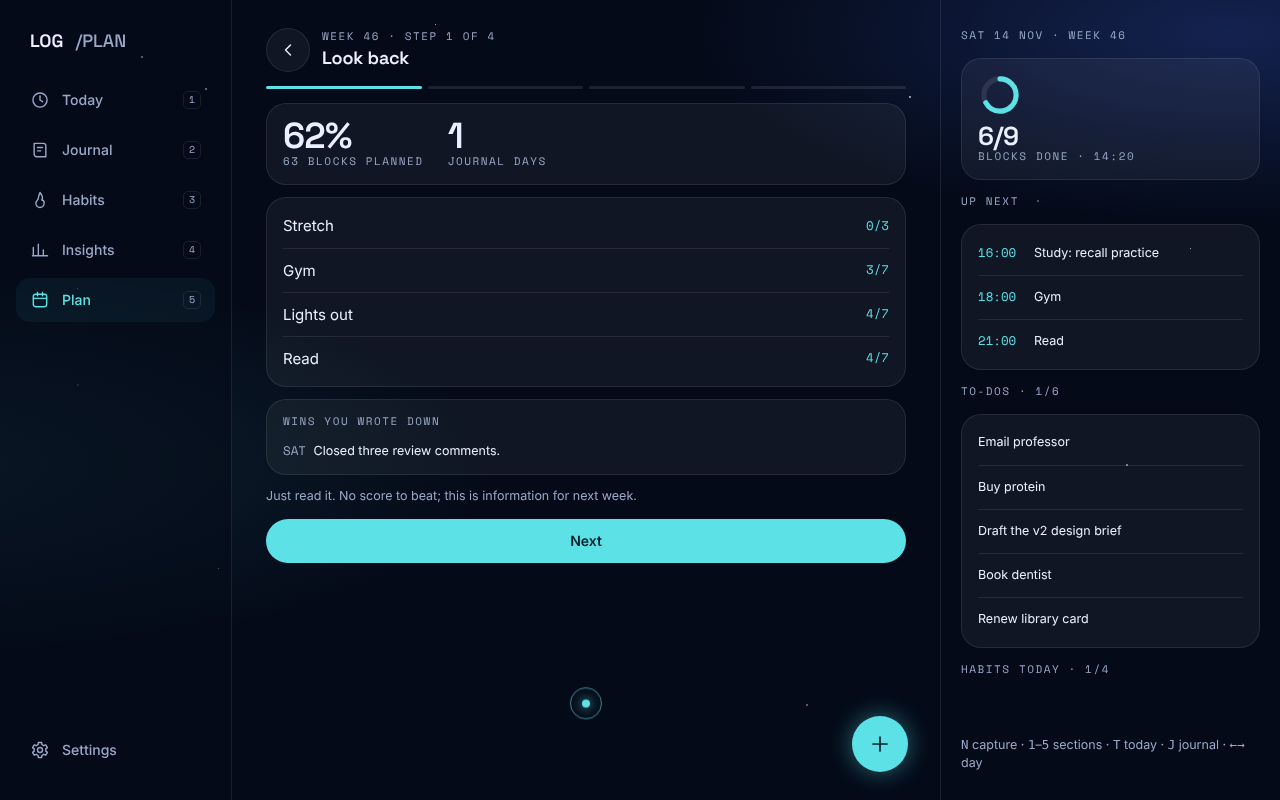 LOG /PLAN
Today 1
Journal 2
Habits 3
Insights 4
Plan 5
Settings
WEEK 46 · STEP 1 OF 4
Look back
62%
63 BLOCKS PLANNED
1
JOURNAL DAYS
Stretch 0/3
Gym 3/7
Lights out 4/7
Read 4/7
WINS YOU WROTE DOWN
SAT Closed three review comments.
Just read it. No score to beat; this is information for next week.
Next
SAT 14 NOV · WEEK 46
6/9
BLOCKS DONE · 14:20
UP NEXT ·
16:00 Study: recall practice
18:00 Gym
21:00 Read
TO-DOS · 1/6
Email professor
Buy protein
Draft the v2 design brief
Book dentist
Renew library card
HABITS TODAY · 1/4
N capture · 1–5 sections · T today · J journal · ←→
day